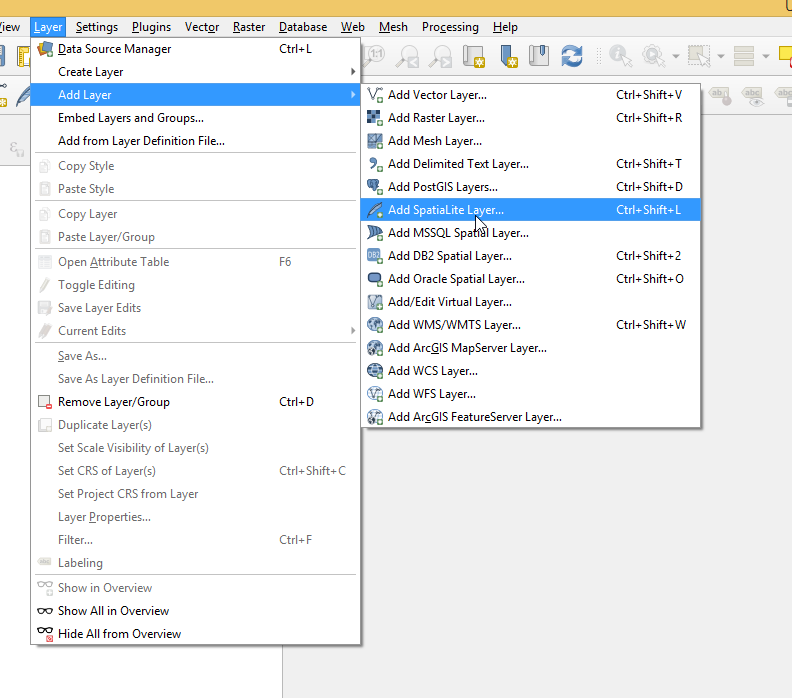 View Layer Settings Plugins Vector Raster Database Web Mesh Processing Help
Data Source Manager Ctrl+L
Create Layer
Add Layer
Embed Layers and Groups...
Add from Layer Definition File...
Copy Style
Paste Style
Copy Layer
Paste Layer/Group
Open Attribute Table F6
Toggle Editing
Save Layer Edits
Current Edits
Save As...
Save As Layer Definition File...
Remove Layer/Group Ctrl+D
Duplicate Layer(s)
Set Scale Visibility of Layer(s)
Set CRS of Layer(s) Ctrl+Shift+C
Set Project CRS from Layer
Layer Properties...
Filter... Ctrl+F
Labeling
Show in Overview
Show All in Overview
Hide All from Overview
Add Vector Layer... Ctrl+Shift+V
Add Raster Layer... Ctrl+Shift+R
Add Mesh Layer...
Add Delimited Text Layer... Ctrl+Shift+T
Add PostGIS Layers... Ctrl+Shift+D
Add SpatiaLite Layer... Ctrl+Shift+L
Add MSSQL Spatial Layer...
Add DB2 Spatial Layer... Ctrl+Shift+2
Add Oracle Spatial Layer... Ctrl+Shift+O
Add/Edit Virtual Layer...
Add WMS/WMTS Layer... Ctrl+Shift+W
Add ArcGIS MapServer Layer...
Add WCS Layer...
Add WFS Layer...
Add ArcGIS FeatureServer Layer...